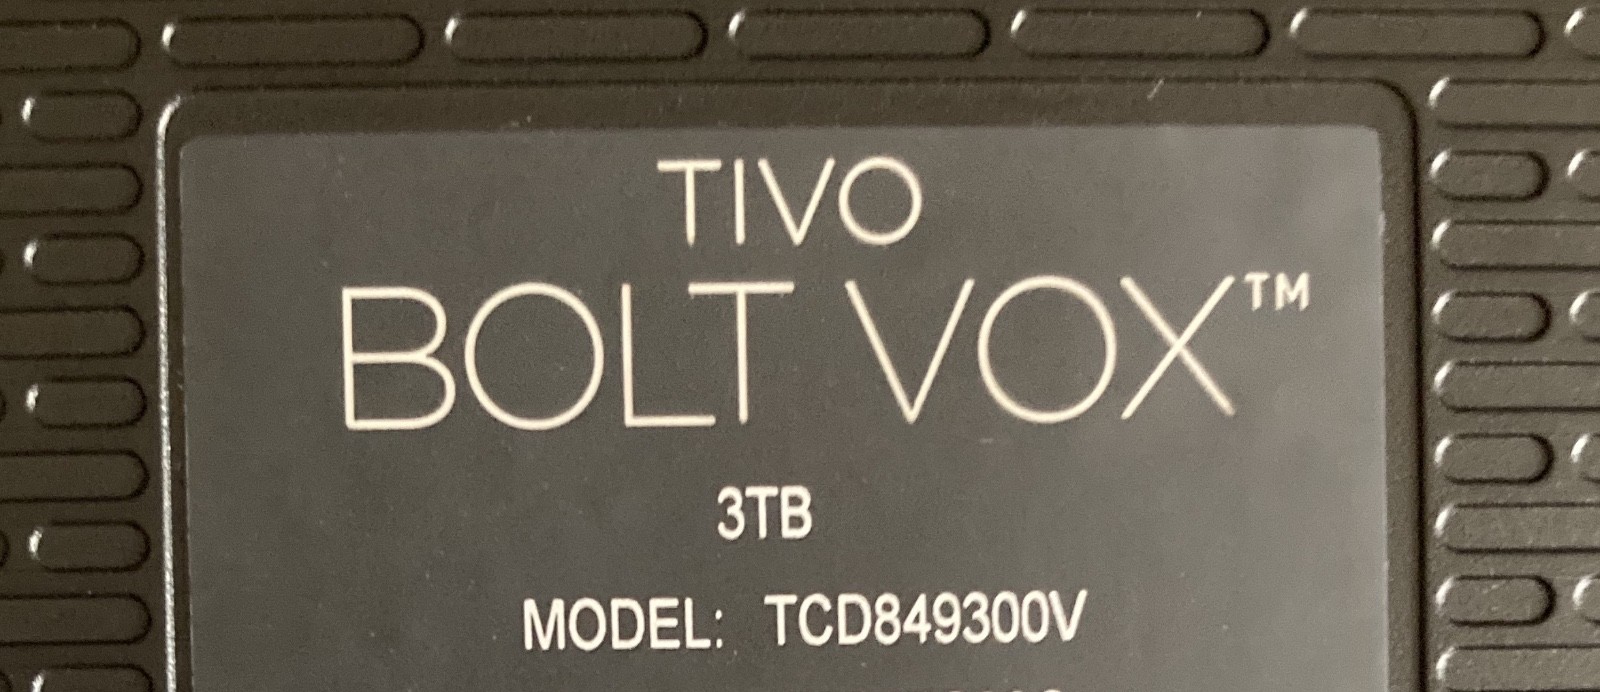 TIVO
BOLT VOX™
3TB
MODEL: TCD849300V